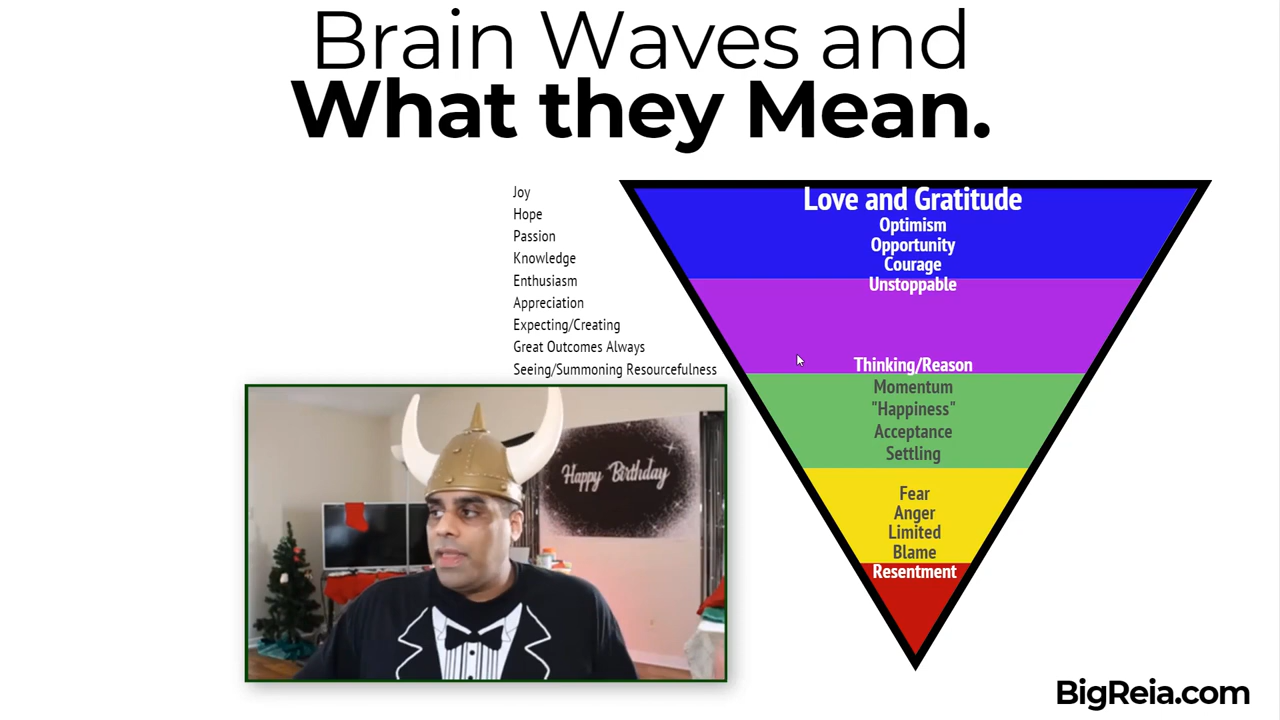 Brain Waves and
What they Mean.
Joy
Hope
Passion
Knowledge
Enthusiasm
Appreciation
Expecting/Creating
Great Outcomes Always
Seeing/Summoning Resourcefulness
Love and Gratitude
Optimism
Opportunity
Courage
Unstoppable
Thinking/Reason
Momentum
"Happiness"
Acceptance
Settling
Fear
Anger
Limited
Blame
Resentment
Happy Birthday
BigReia.com